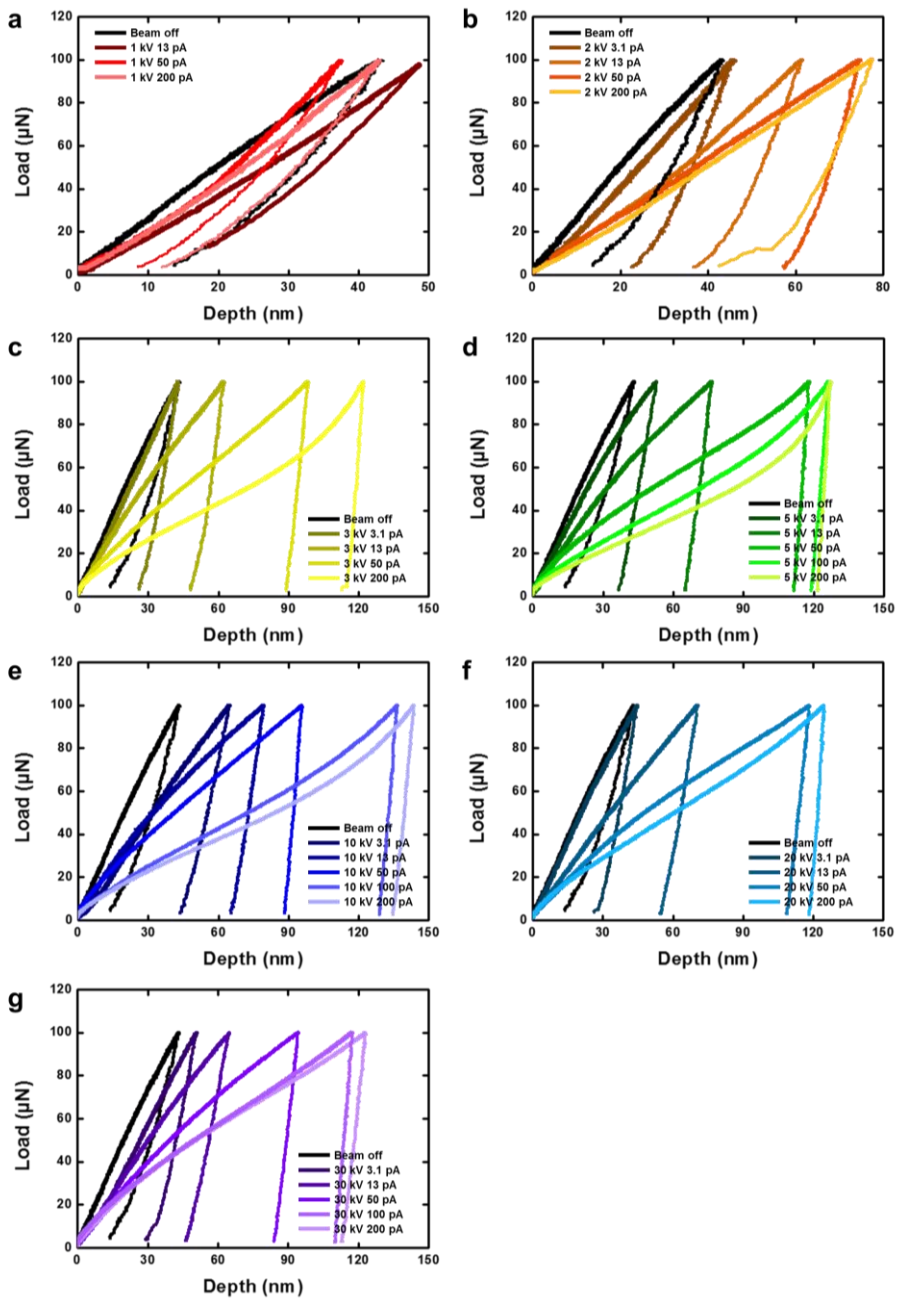 a
120
100
80
60
40
20
0
Load (μN)
Beam off
1 kV 13 pA
1 kV 50 pA
1 kV 200 pA
0 10 20 30 40 50
Depth (nm)
b
120
100
80
60
40
20
0
Load (μN)
Beam off
2 kV 3.1 pA
2 kV 13 pA
2 kV 50 pA
2 kV 200 pA
0 20 40 60 80
Depth (nm)
c
120
100
80
60
40
20
0
Load (μN)
Beam off
3 kV 3.1 pA
3 kV 13 pA
3 kV 50 pA
3 kV 200 pA
0 30 60 90 120 150
Depth (nm)
d
120
100
80
60
40
20
0
Load (μN)
Beam off
5 kV 3.1 pA
5 kV 13 pA
5 kV 50 pA
5 kV 100 pA
5 kV 200 pA
0 30 60 90 120 150
Depth (nm)
e
120
100
80
60
40
20
0
Load (μN)
Beam off
10 kV 3.1 pA
10 kV 13 pA
10 kV 50 pA
10 kV 100 pA
10 kV 200 pA
0 30 60 90 120 150
Depth (nm)
f
120
100
80
60
40
20
0
Load (μN)
Beam off
20 kV 3.1 pA
20 kV 13 pA
20 kV 50 pA
20 kV 200 pA
0 30 60 90 120 150
Depth (nm)
g
120
100
80
60
40
20
0
Load (μN)
Beam off
30 kV 3.1 pA
30 kV 13 pA
30 kV 50 pA
30 kV 100 pA
30 kV 200 pA
0 30 60 90 120 150
Depth (nm)